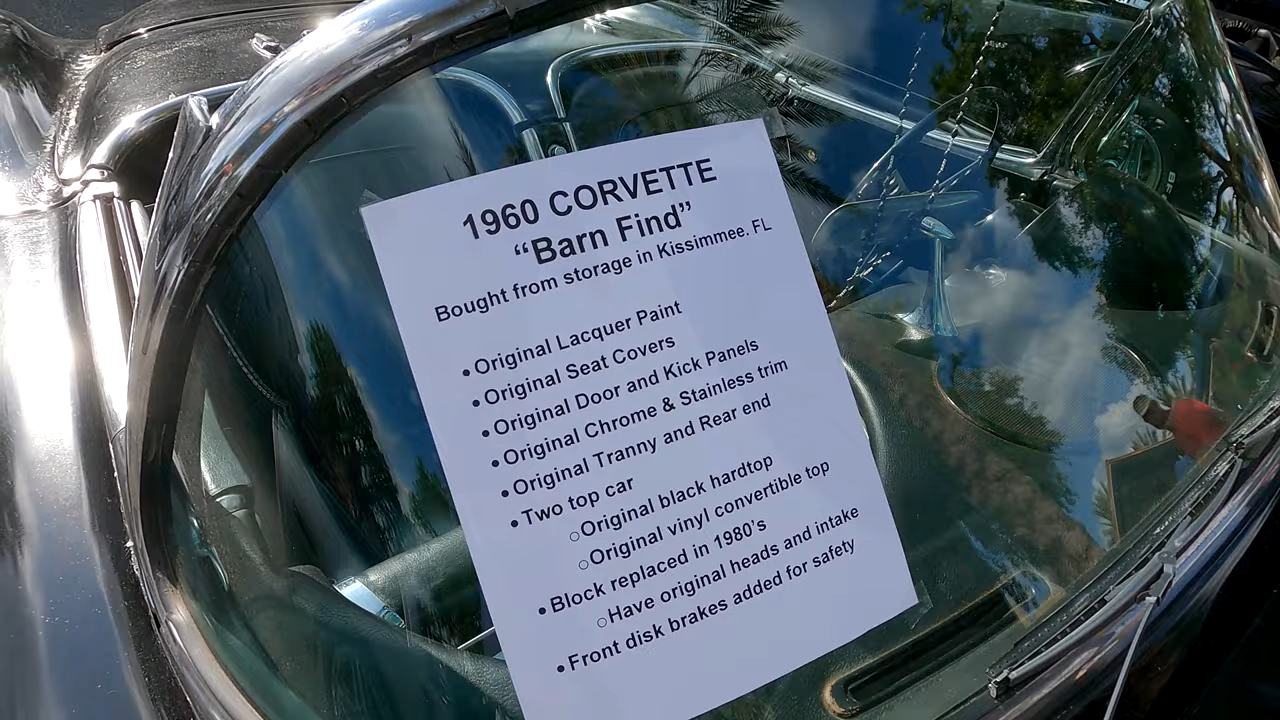 1960 CORVETTE
“Barn Find”
Bought from storage in Kissimmee. FL
•Original Lacquer Paint
•Original Seat Covers
•Original Door and Kick Panels
•Original Chrome & Stainless trim
•Original Tranny and Rear end
•Two top car
○Original black hardtop
○Original vinyl convertible top
•Block replaced in 1980’s
○Have original heads and intake
•Front disk brakes added for safety